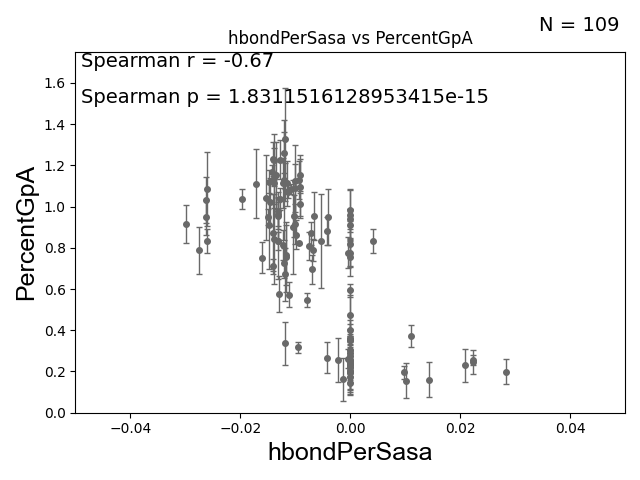 N = 109
hbondPerSasa vs PercentGpA
Spearman r = -0.67
Spearman p = 1.8311516128953415e-15
PercentGpA
1.6
1.4
1.2
1.0
0.8
0.6
0.4
0.2
0.0
−0.04 −0.02 0.00 0.02 0.04
hbondPerSasa